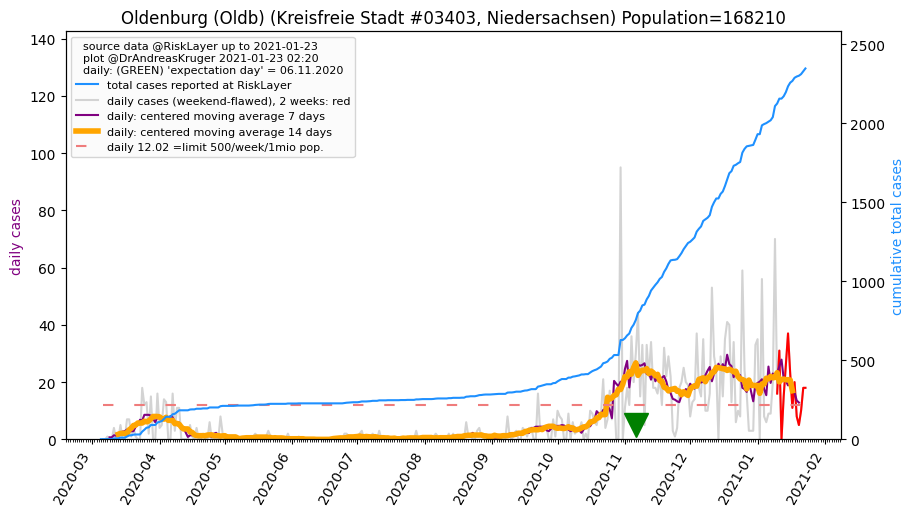 Oldenburg (Oldb) (Kreisfreie Stadt #03403, Niedersachsen) Population=168210
source data @RiskLayer up to 2021-01-23
plot @DrAndreasKruger 2021-01-23 02:20
daily: (GREEN) 'expectation day' = 06.11.2020
total cases reported at RiskLayer
daily cases (weekend-flawed), 2 weeks: red
daily: centered moving average 7 days
daily: centered moving average 14 days
daily 12.02 =limit 500/week/1mio pop.
daily cases
140
120
100
80
60
40
20
0
cumulative total cases
2500
2000
1500
1000
500
0
2020-03
2020-04
2020-05
2020-06
2020-07
2020-08
2020-09
2020-10
2020-11
2020-12
2021-01
2021-02